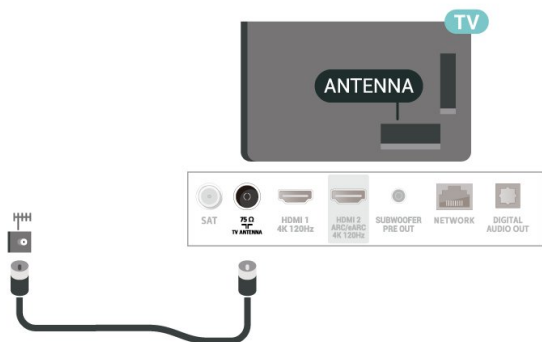 TV
ANTENNA
SAT
75 Ω
TV ANTENNA
HDMI 1
4K 120Hz
HDMI 2
ARC/eARC
4K 120Hz
SUBWOOFER
PRE OUT
NETWORK
DIGITAL
AUDIO OUT